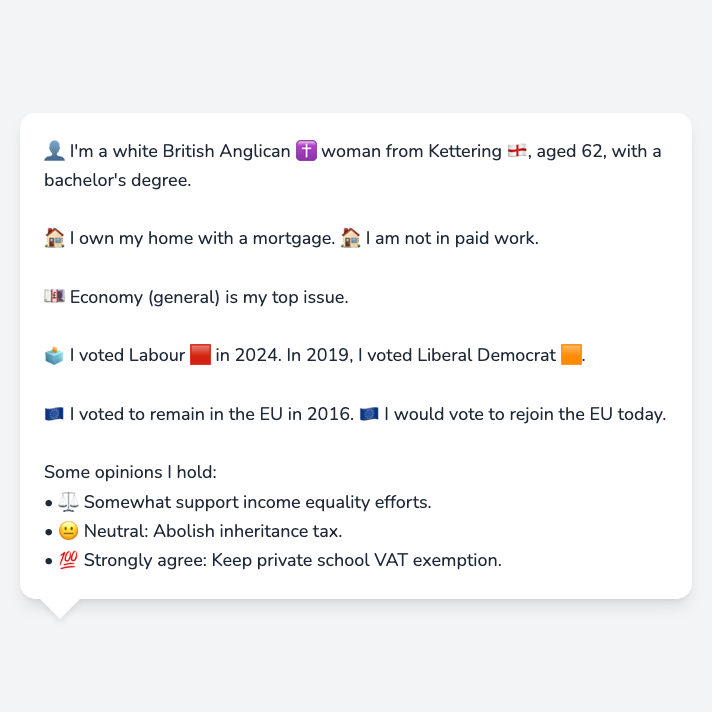 👤 I'm a white British Anglican ✝️ woman from Kettering 🏴󠁧󠁢󠁥󠁮󠁧󠁿, aged 62, with a
bachelor's degree.
🏠 I own my home with a mortgage. 🏠 I am not in paid work.
💷 Economy (general) is my top issue.
🗳️ I voted Labour 🟥 in 2024. In 2019, I voted Liberal Democrat 🟧.
🇪🇺 I voted to remain in the EU in 2016. 🇪🇺 I would vote to rejoin the EU today.
Some opinions I hold:
• ⚖️ Somewhat support income equality efforts.
• 😐 Neutral: Abolish inheritance tax.
• 💯 Strongly agree: Keep private school VAT exemption.